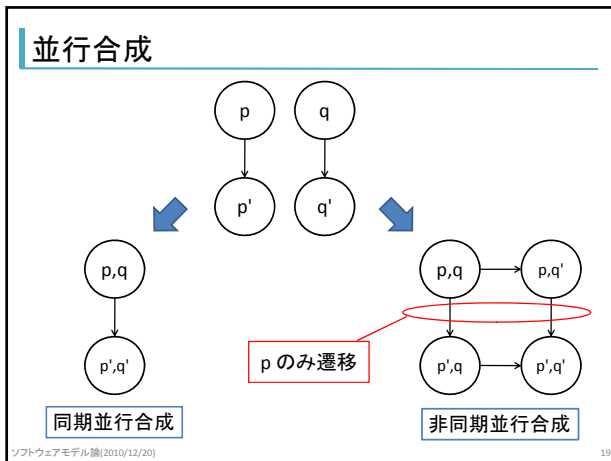 並行合成
p
q
p'
q'
p,q
p',q'
同期並行合成
p,q
p,q'
p のみ遷移
p',q
p',q'
非同期並行合成
ソフトウェアモデル論(2010/12/20)
19